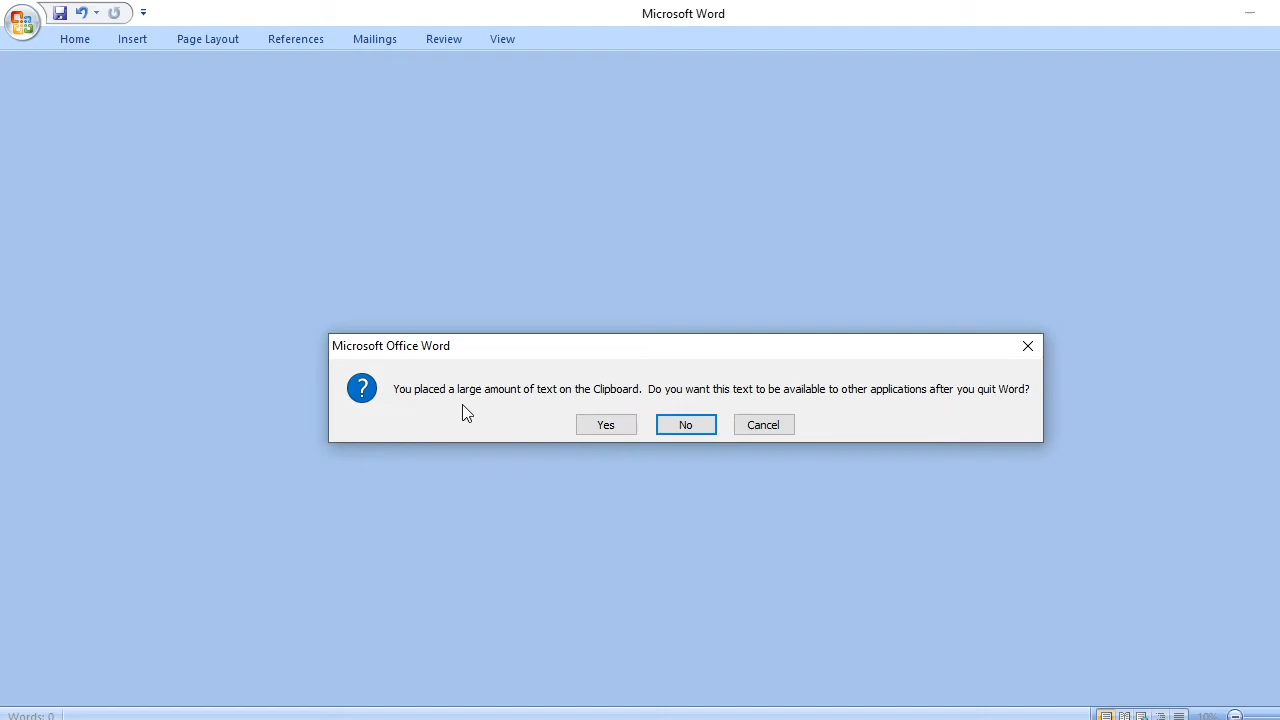 Microsoft Word
Home Insert Page Layout References Mailings Review View
Microsoft Office Word
You placed a large amount of text on the Clipboard.  Do you want this text to be available to other applications after you quit Word?
Yes No Cancel
Words: 0 10%